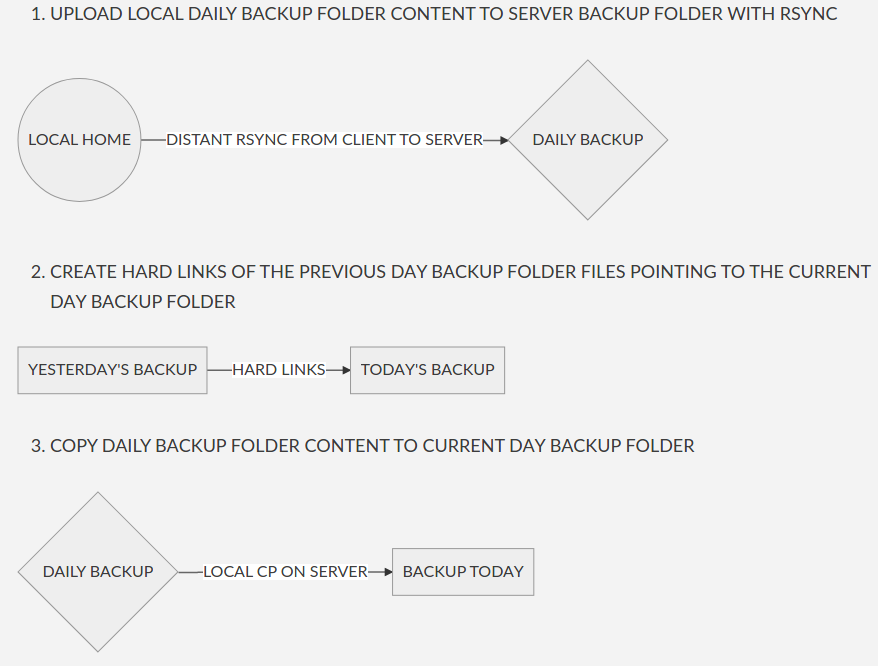 1. UPLOAD LOCAL DAILY BACKUP FOLDER CONTENT TO SERVER BACKUP FOLDER WITH RSYNC
LOCAL HOME
DISTANT RSYNC FROM CLIENT TO SERVER
DAILY BACKUP
2. CREATE HARD LINKS OF THE PREVIOUS DAY BACKUP FOLDER FILES POINTING TO THE CURRENT
DAY BACKUP FOLDER
YESTERDAY'S BACKUP
HARD LINKS
TODAY'S BACKUP
3. COPY DAILY BACKUP FOLDER CONTENT TO CURRENT DAY BACKUP FOLDER
DAILY BACKUP
LOCAL CP ON SERVER
BACKUP TODAY